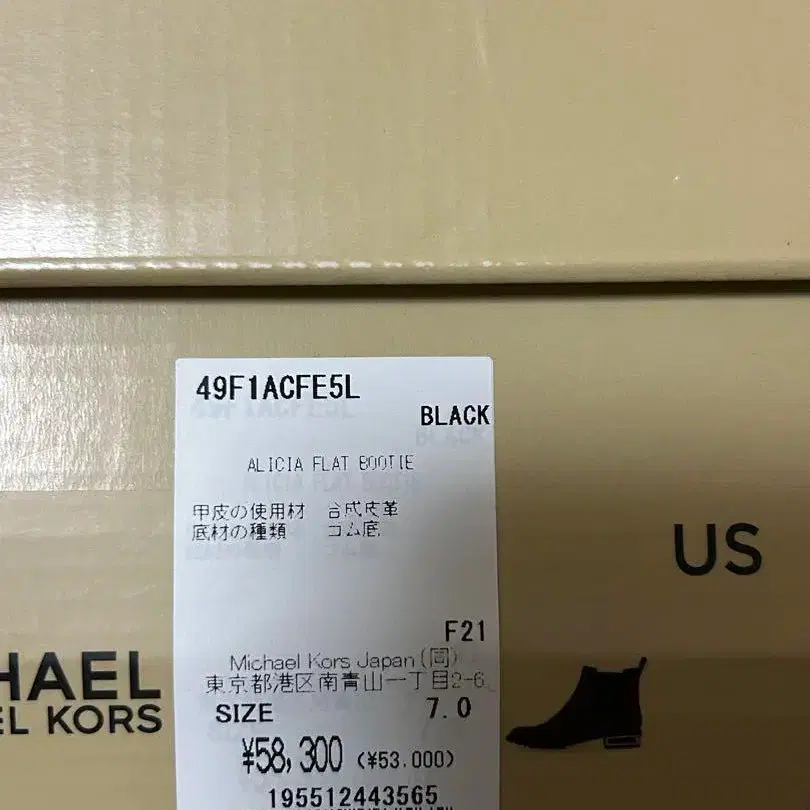 49F1ACFE5L
BLACK
ALICIA FLAT BOOTIE
甲皮の使用材 合成皮革
底材の種類 ゴム底
US
F21
Michael Kors Japan(同)
東京都港区南青山一丁目2-6
HAEL
EL KORS
SIZE 7.0
¥58,300 (¥53.000)
195512443565